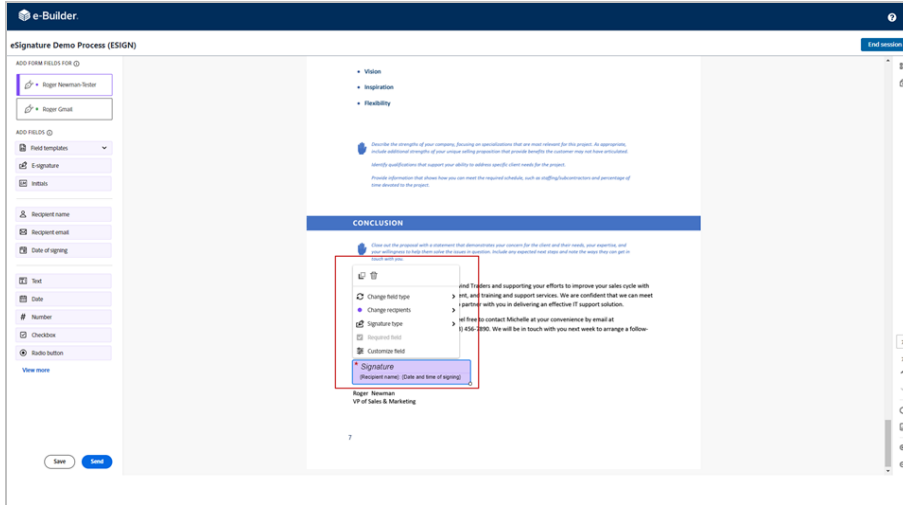 e-Builder.
eSignature Demo Process (ESIGN)
End session
ADD FORM FIELDS FOR
Roger Newman-Tester
Roger Gmail
ADD FIELDS
Field templates
E-signature
Initials
Recipient name
Recipient email
Date of signing
Text
Date
Number
Checkbox
Radio button
View more
Save
Send
• Vision
• Inspiration
• Flexibility
Describe the strengths of your company, focusing on specializations that are most relevant for this project. As appropriate,
include additional strengths of your unique selling proposition that provide benefits the customer may not have articulated.
Identify qualifications that support your ability to address specific client needs for the project.
Provide information that shows how you can meet the required schedule, such as staffing/subcontractors and percentage of
time devoted to the project.
CONCLUSION
Close out the proposal with a statement that demonstrates your concern for the client and their needs, your expertise, and
your willingness to help them solve the issues in question. Include any expected next steps and note the ways they can get in
touch with you.
Change field type
Change recipients
Signature type
Required field
Customize field
Traders and supporting your efforts to improve your sales cycle with
and training and support services. We are confident that we can meet
partner with you in delivering an effective IT support solution.
free to contact Michelle at your convenience by email at
456-7890. We will be in touch with you next week to arrange a follow-
* Signature
(Recipient name): (Date and time of signing)
Roger Newman
VP of Sales & Marketing
7